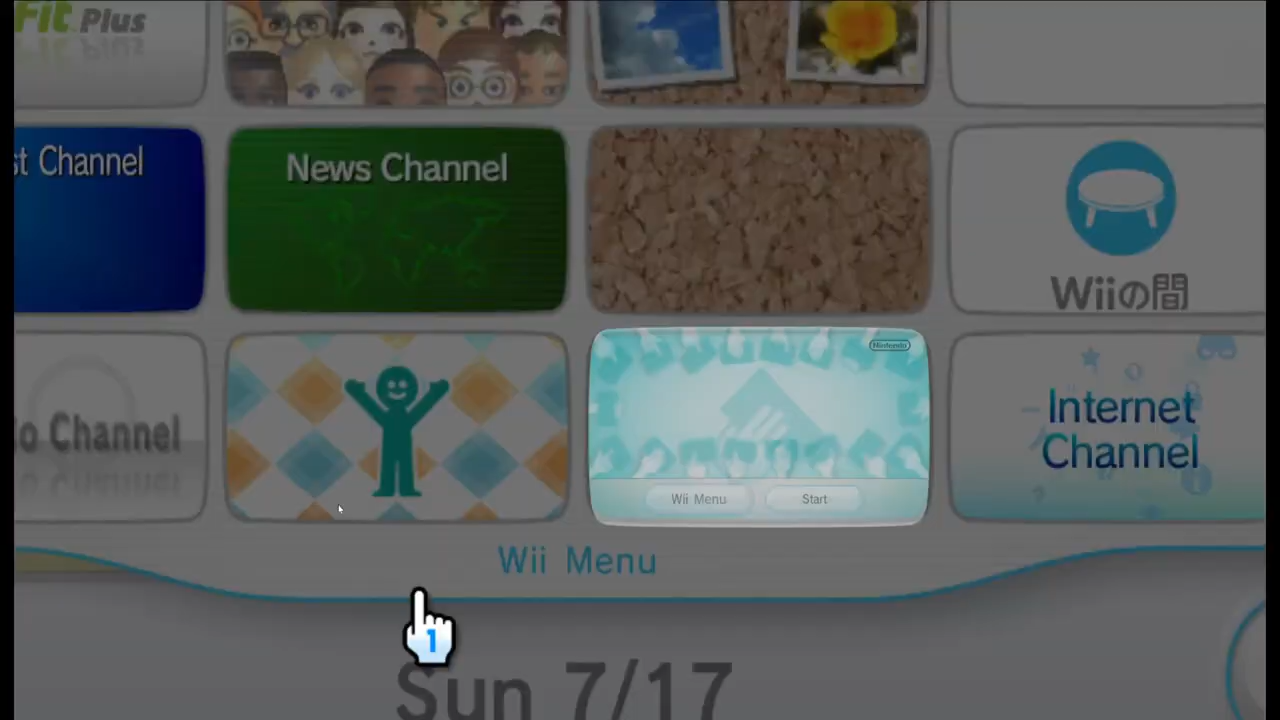 Fit Plus
st Channel
News Channel
Wiiの間
Nintendo
o Channel
Internet
Channel
Wii Menu
Start
Wii Menu
1
Sun 7/17